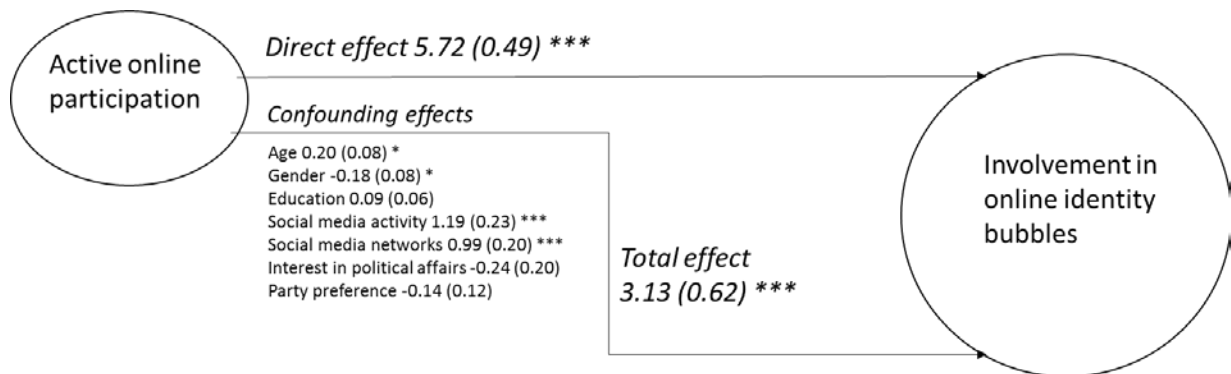 Active online
participation
Direct effect 5.72 (0.49) ***
Confounding effects
Age 0.20 (0.08) *
Gender -0.18 (0.08) *
Education 0.09 (0.06)
Social media activity 1.19 (0.23) ***
Social media networks 0.99 (0.20) ***
Interest in political affairs -0.24 (0.20)
Party preference -0.14 (0.12)
Total effect
3.13 (0.62) ***
Involvement in
online identity
bubbles